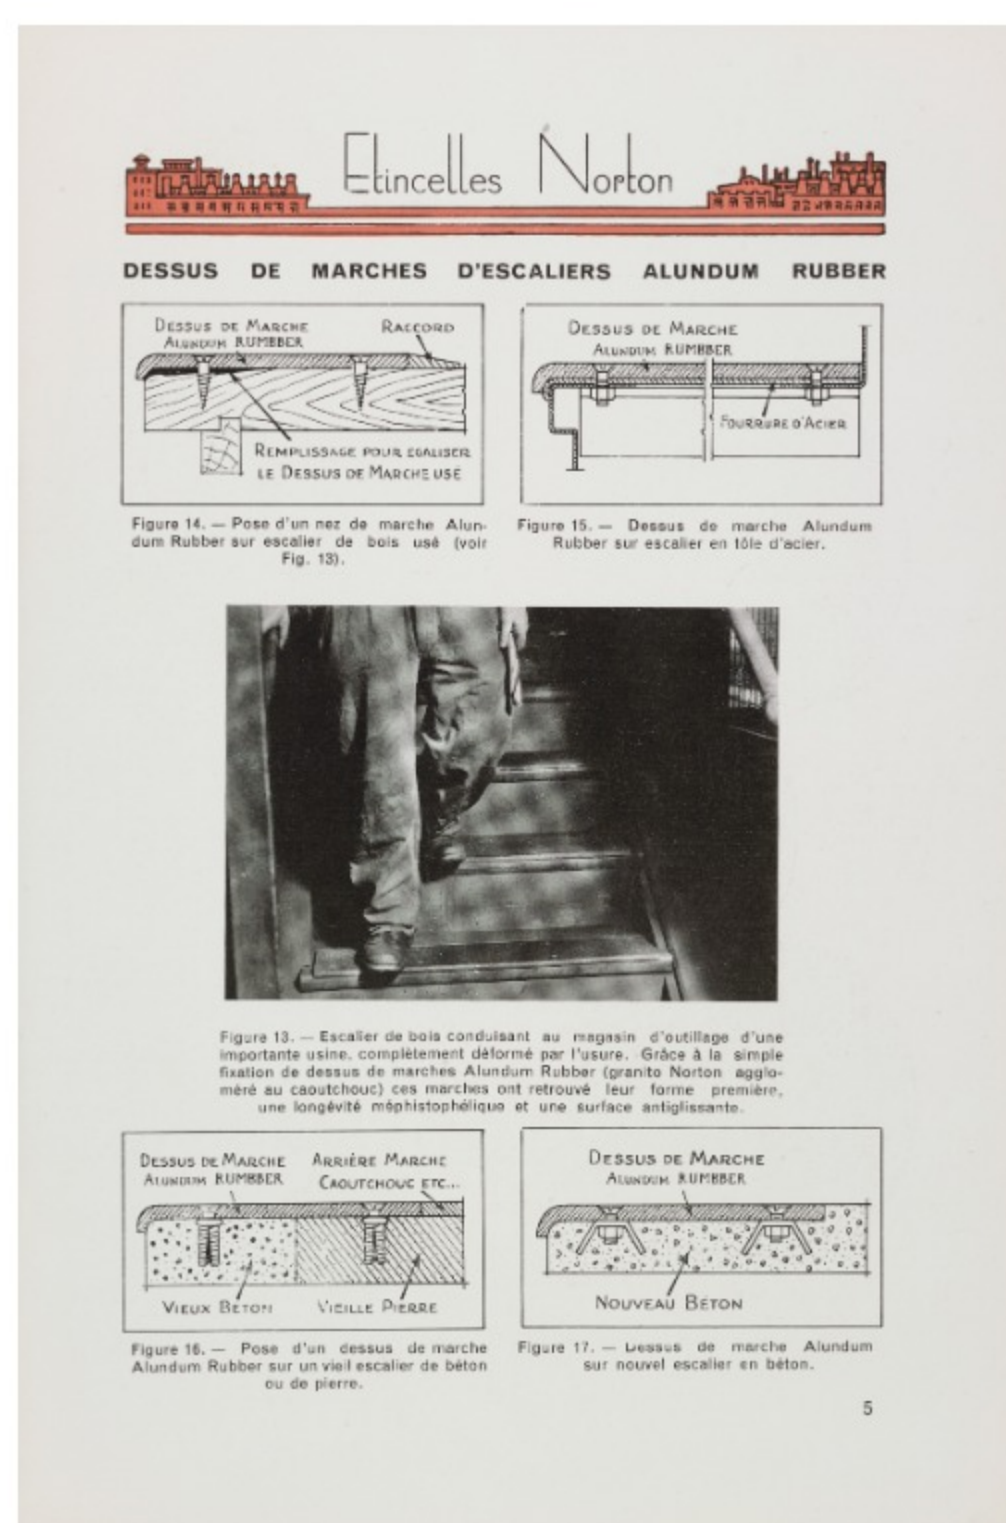 Etincelles Norton
DESSUS DE MARCHES D'ESCALIERS ALUNDUM RUBBER
DESSUS DE MARCHE
ALUNDUM RUMBBER
RACCORD
REMPLISSAGE POUR EGALISER
LE DESSUS DE MARCHE USÉ
DESSUS DE MARCHE
ALUNDUM RUMBBER
FOURRURE D'ACIER
Figure 14. — Pose d'un nez de marche Alun-
dum Rubber sur escalier de bois usé (voir
Fig. 13).
Figure 15. — Dessus de marche Alundum
Rubber sur escalier en tôle d'acier.
Figure 13. — Escalier de bois conduisant au magasin d'outillage d'une
importante usine, complètement déformé par l'usure. Grâce à la simple
fixation de dessus de marches Alundum Rubber (granito Norton agglo-
méré au caoutchouc) ces marches ont retrouvé leur forme première,
une longévité méphistophélique et une surface antiglissante.
DESSUS DE MARCHE
ALUNDUM RUMBBER
ARRIÈRE MARCHE
CAOUTCHOUC ETC...
VIEUX BÉTON
VIEILLE PIERRE
DESSUS DE MARCHE
ALUNDUM RUMBBER
NOUVEAU BÉTON
Figure 16. — Pose d'un dessus de marche
Alundum Rubber sur un vieil escalier de béton
ou de pierre.
Figure 17. — Dessus de marche Alundum
sur nouvel escalier en béton.
5